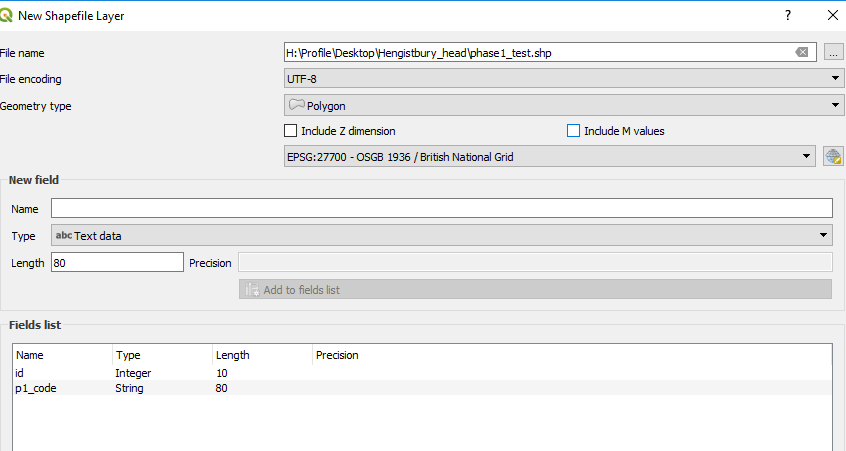 New Shapefile Layer
File name H:\Profile\Desktop\Hengistbury_head\phase1_test.shp ...
File encoding UTF-8
Geometry type Polygon
Include Z dimension Include M values
EPSG:27700 - OSGB 1936 / British National Grid
New field
Name
Type abc Text data
Length 80 Precision
Add to fields list
Fields list
Name Type Length Precision
id Integer 10
p1_code String 80